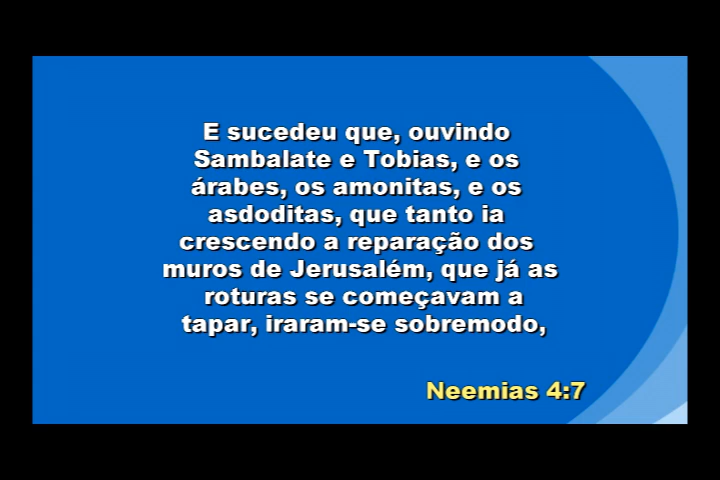 E sucedeu que, ouvindo
Sambalate e Tobias, e os
árabes, os amonitas, e os
asdoditas, que tanto ia
crescendo a reparação dos
muros de Jerusalém, que já as
roturas se começavam a
tapar, iraram-se sobremodo,
Neemias 4:7